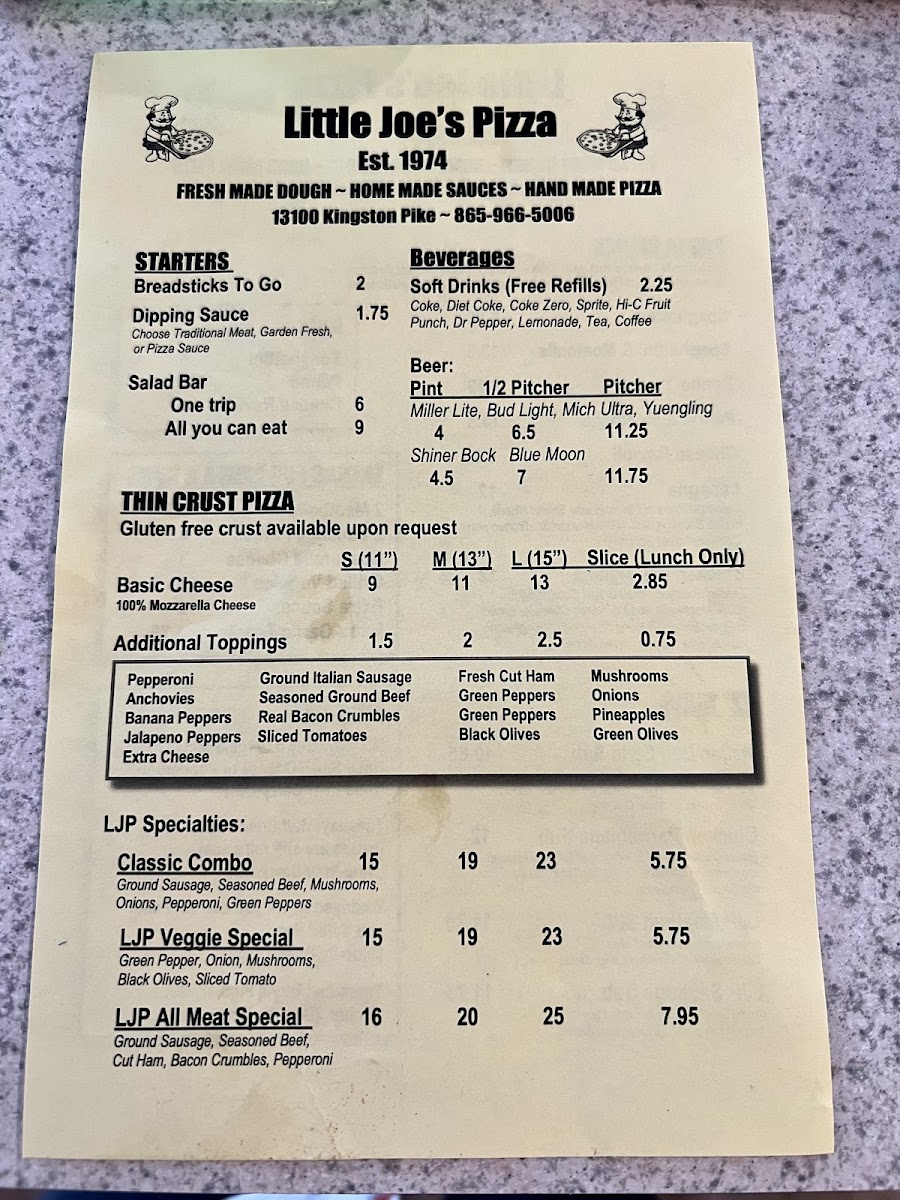 Little Joe's Pizza
Est. 1974
FRESH MADE DOUGH ~ HOME MADE SAUCES ~ HAND MADE PIZZA
13100 Kingston Pike ~ 865-966-5006
STARTERS
Breadsticks To Go 2
Dipping Sauce 1.75
Choose Traditional Meat, Garden Fresh,
or Pizza Sauce
Salad Bar
One trip 6
All you can eat 9
Beverages
Soft Drinks (Free Refills) 2.25
Coke, Diet Coke, Coke Zero, Sprite, Hi-C Fruit
Punch, Dr Pepper, Lemonade, Tea, Coffee
Beer:
Pint 1/2 Pitcher Pitcher
Miller Lite, Bud Light, Mich Ultra, Yuengling
4 6.5 11.25
Shiner Bock Blue Moon
4.5 7 11.75
THIN CRUST PIZZA
Gluten free crust available upon request
S (11") M (13") L (15") Slice (Lunch Only)
Basic Cheese 9 11 13 2.85
100% Mozzarella Cheese
Additional Toppings 1.5 2 2.5 0.75
Pepperoni Ground Italian Sausage Fresh Cut Ham Mushrooms
Anchovies Seasoned Ground Beef Green Peppers Onions
Banana Peppers Real Bacon Crumbles Green Peppers Pineapples
Jalapeno Peppers Sliced Tomatoes Black Olives Green Olives
Extra Cheese
LJP Specialties:
Classic Combo 15 19 23 5.75
Ground Sausage, Seasoned Beef, Mushrooms,
Onions, Pepperoni, Green Peppers
LJP Veggie Special 15 19 23 5.75
Green Pepper, Onion, Mushrooms,
Black Olives, Sliced Tomato
LJP All Meat Special 16 20 25 7.95
Ground Sausage, Seasoned Beef,
Cut Ham, Bacon Crumbles, Pepperoni